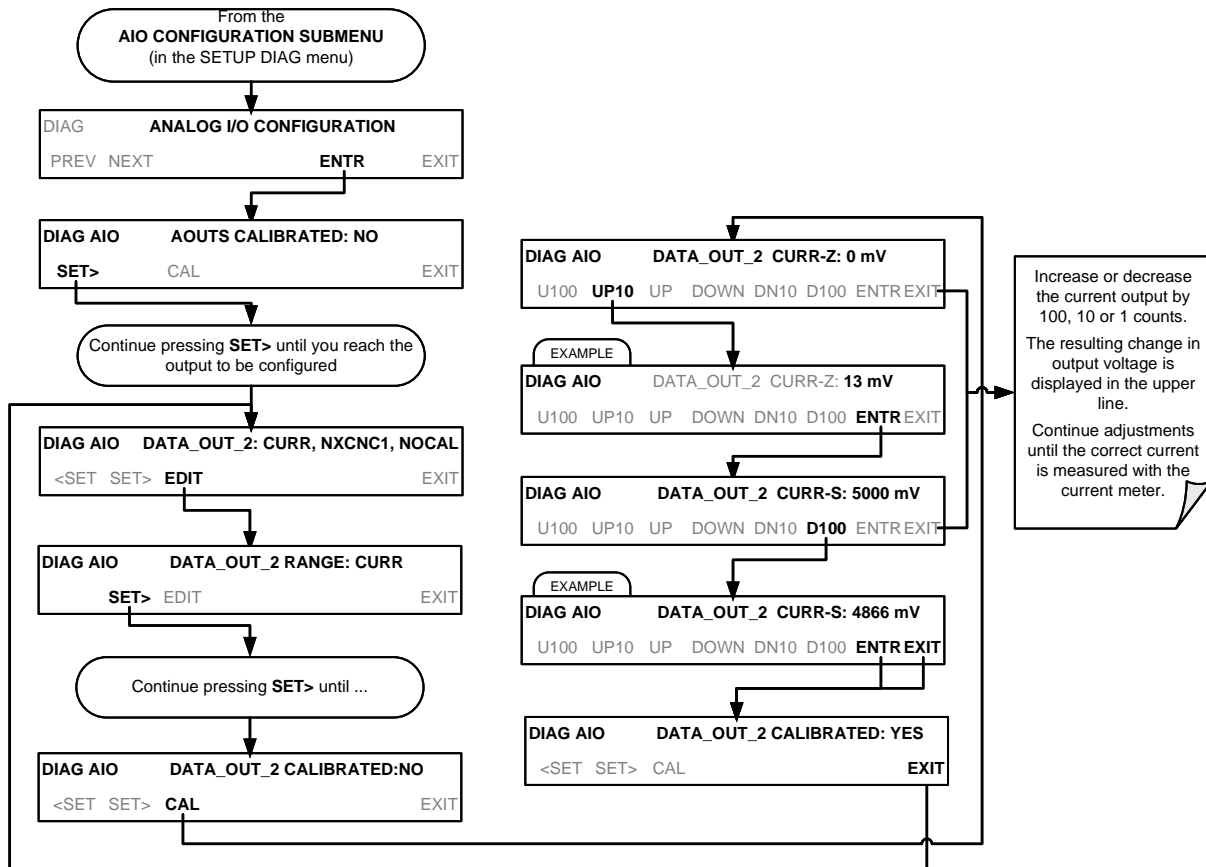 From the
AIO CONFIGURATION SUBMENU
(in the SETUP DIAG menu)
DIAG ANALOG I/O CONFIGURATION
PREV NEXT ENTR EXIT
DIAG AIO AOUTS CALIBRATED: NO
SET> CAL EXIT
Continue pressing SET> until you reach the
output to be configured
DIAG AIO DATA_OUT_2: CURR, NXCNC1, NOCAL
<SET SET> EDIT EXIT
DIAG AIO DATA_OUT_2 RANGE: CURR
SET> EDIT EXIT
Continue pressing SET> until ...
DIAG AIO DATA_OUT_2 CALIBRATED:NO
<SET SET> CAL EXIT
DIAG AIO DATA_OUT_2 CURR-Z: 0 mV
U100 UP10 UP DOWN DN10 D100 ENTR EXIT
EXAMPLE
DIAG AIO DATA_OUT_2 CURR-Z: 13 mV
U100 UP10 UP DOWN DN10 D100 ENTR EXIT
DIAG AIO DATA_OUT_2 CURR-S: 5000 mV
U100 UP10 UP DOWN DN10 D100 ENTR EXIT
EXAMPLE
DIAG AIO DATA_OUT_2 CURR-S: 4866 mV
U100 UP10 UP DOWN DN10 D100 ENTR EXIT
DIAG AIO DATA_OUT_2 CALIBRATED: YES
<SET SET> CAL EXIT
Increase or decrease
the current output by
100, 10 or 1 counts.
The resulting change in
output voltage is
displayed in the upper
line.
Continue adjustments
until the correct current
is measured with the
current meter.